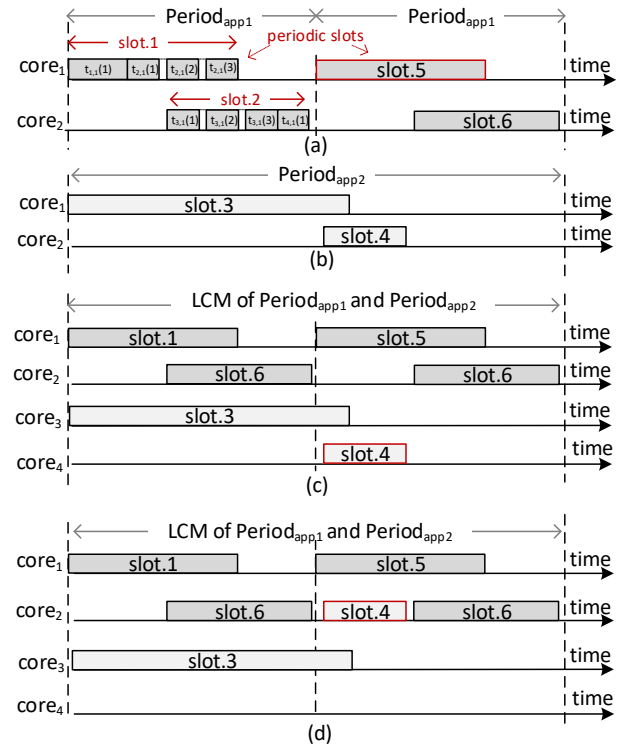 Period_app1 Period_app1
slot.1 periodic slots
core₁ t₁,₁(1) t₂,₁(1) t₂,₁(2) t₂,₁(3) slot.5 time
slot.2
core₂ t₃,₁(1) t₃,₁(2) t₃,₁(3) t₄,₁(1) slot.6 time
(a)
Period_app2
core₁ slot.3 time
core₂ slot.4 time
(b)
LCM of Period_app1 and Period_app2
core₁ slot.1 slot.5 time
core₂ slot.6 slot.6 time
core₃ slot.3 time
core₄ slot.4 time
(c)
LCM of Period_app1 and Period_app2
core₁ slot.1 slot.5 time
core₂ slot.6 slot.4 slot.6 time
core₃ slot.3 time
core₄ time
(d)